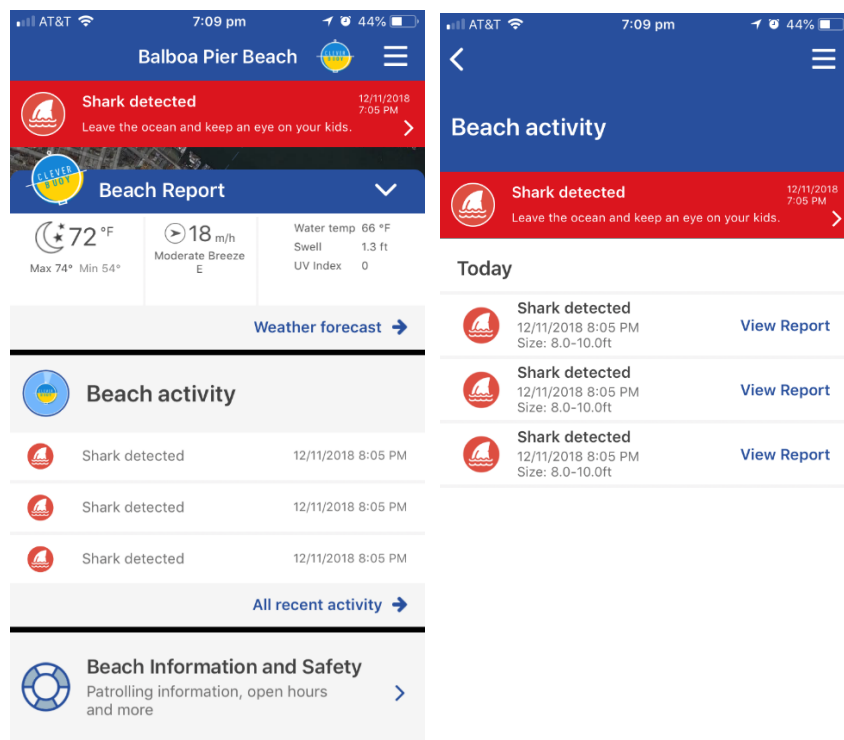 AT&T 7:09 pm 44%
Balboa Pier Beach
CLEVER
BUOY
Shark detected
12/11/2018
7:05 PM
Leave the ocean and keep an eye on your kids.
CLEVER
BUOY
Beach Report
72 °F
Max 74° Min 54°
18 m/h
Moderate Breeze
E
Water temp 66 °F
Swell 1.3 ft
UV Index 0
Weather forecast
Beach activity
Shark detected 12/11/2018 8:05 PM
Shark detected 12/11/2018 8:05 PM
Shark detected 12/11/2018 8:05 PM
All recent activity
Beach Information and Safety
Patrolling information, open hours
and more
AT&T 7:09 pm 44%
Beach activity
Shark detected
12/11/2018
7:05 PM
Leave the ocean and keep an eye on your kids.
Today
Shark detected
12/11/2018 8:05 PM
Size: 8.0-10.0ft
View Report
Shark detected
12/11/2018 8:05 PM
Size: 8.0-10.0ft
View Report
Shark detected
12/11/2018 8:05 PM
Size: 8.0-10.0ft
View Report